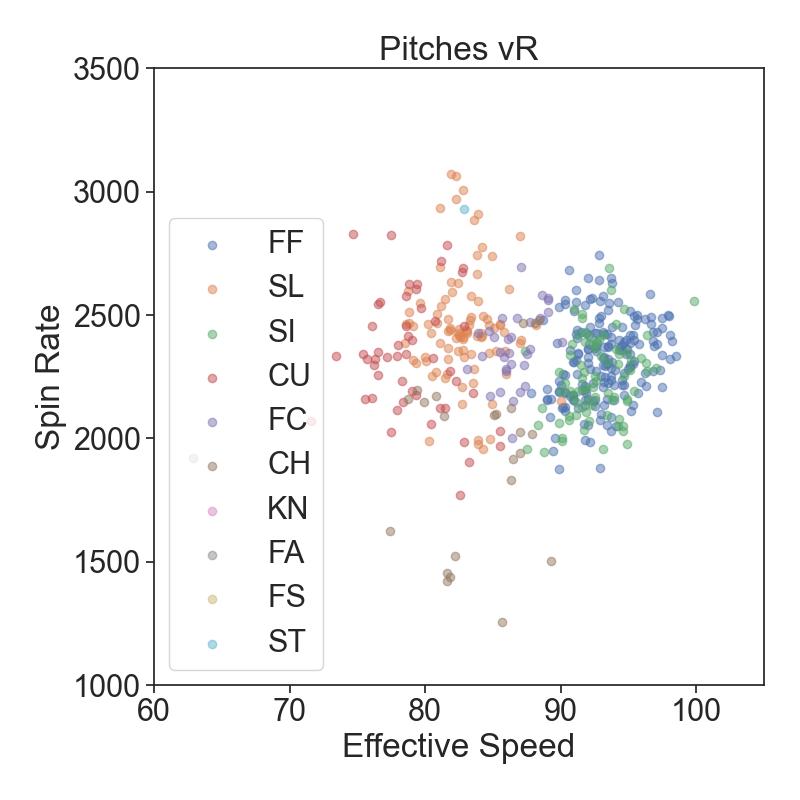 Pitches vR
3500
3000
2500
2000
1500
1000
Spin Rate
FF
SL
SI
CU
FC
CH
KN
FA
FS
ST
60 70 80 90 100
Effective Speed